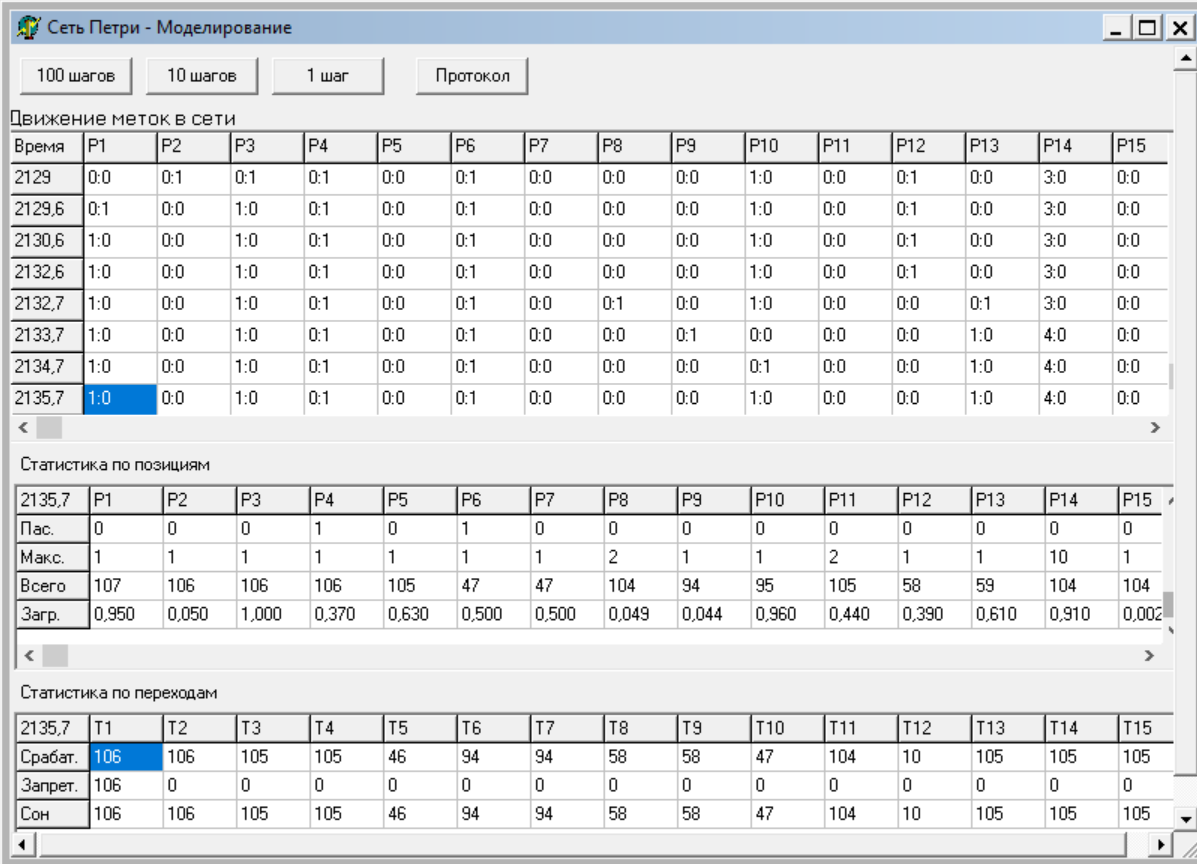 Сеть Петри - Моделирование
100 шагов 10 шагов 1 шаг Протокол
Движение меток в сети
Время P1 P2 P3 P4 P5 P6 P7 P8 P9 P10 P11 P12 P13 P14 P15
2129 0:0 0:1 0:1 0:1 0:0 0:1 0:0 0:0 0:0 1:0 0:0 0:1 0:0 3:0 0:0
2129,6 0:1 0:0 1:0 0:1 0:0 0:1 0:0 0:0 0:0 1:0 0:0 0:1 0:0 3:0 0:0
2130,6 1:0 0:0 1:0 0:1 0:0 0:1 0:0 0:0 0:0 1:0 0:0 0:1 0:0 3:0 0:0
2132,6 1:0 0:0 1:0 0:1 0:0 0:1 0:0 0:0 0:0 1:0 0:0 0:1 0:0 3:0 0:0
2132,7 1:0 0:0 1:0 0:1 0:0 0:1 0:0 0:1 0:0 1:0 0:0 0:0 0:1 3:0 0:0
2133,7 1:0 0:0 1:0 0:1 0:0 0:1 0:0 0:0 0:1 0:0 0:0 0:0 1:0 4:0 0:0
2134,7 1:0 0:0 1:0 0:1 0:0 0:1 0:0 0:0 0:0 0:1 0:0 0:0 1:0 4:0 0:0
2135,7 1:0 0:0 1:0 0:1 0:0 0:1 0:0 0:0 0:0 1:0 0:0 0:0 1:0 4:0 0:0
Статистика по позициям
2135,7 P1 P2 P3 P4 P5 P6 P7 P8 P9 P10 P11 P12 P13 P14 P15
Пас. 0 0 0 1 0 1 0 0 0 0 0 0 0 0 0
Макс. 1 1 1 1 1 1 1 2 1 1 2 1 1 10 1
Всего 107 106 106 106 105 47 47 104 94 95 105 58 59 104 104
Загр. 0,950 0,050 1,000 0,370 0,630 0,500 0,500 0,049 0,044 0,960 0,440 0,390 0,610 0,910 0,002
Статистика по переходам
2135,7 T1 T2 T3 T4 T5 T6 T7 T8 T9 T10 T11 T12 T13 T14 T15
Срабат. 106 106 105 105 46 94 94 58 58 47 104 10 105 105 105
Запрет. 106 0 0 0 0 0 0 0 0 0 0 0 0 0 0
Сон 106 106 105 105 46 94 94 58 58 47 104 10 105 105 105